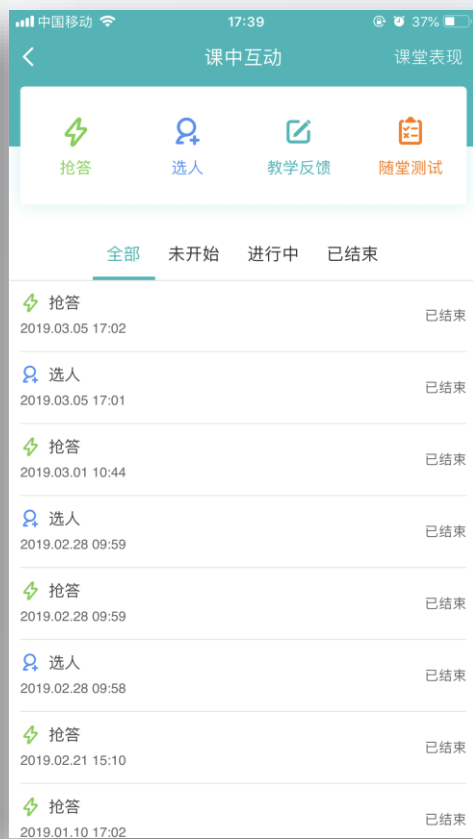 中国移动 17:39 37%
课中互动 课堂表现
抢答 选人 教学反馈 随堂测试
全部 未开始 进行中 已结束
抢答
2019.03.05 17:02 已结束
选人
2019.03.05 17:01 已结束
抢答
2019.03.01 10:44 已结束
选人
2019.02.28 09:59 已结束
抢答
2019.02.28 09:59 已结束
选人
2019.02.28 09:58 已结束
抢答
2019.02.21 15:10 已结束
抢答
2019.01.10 17:02 已结束